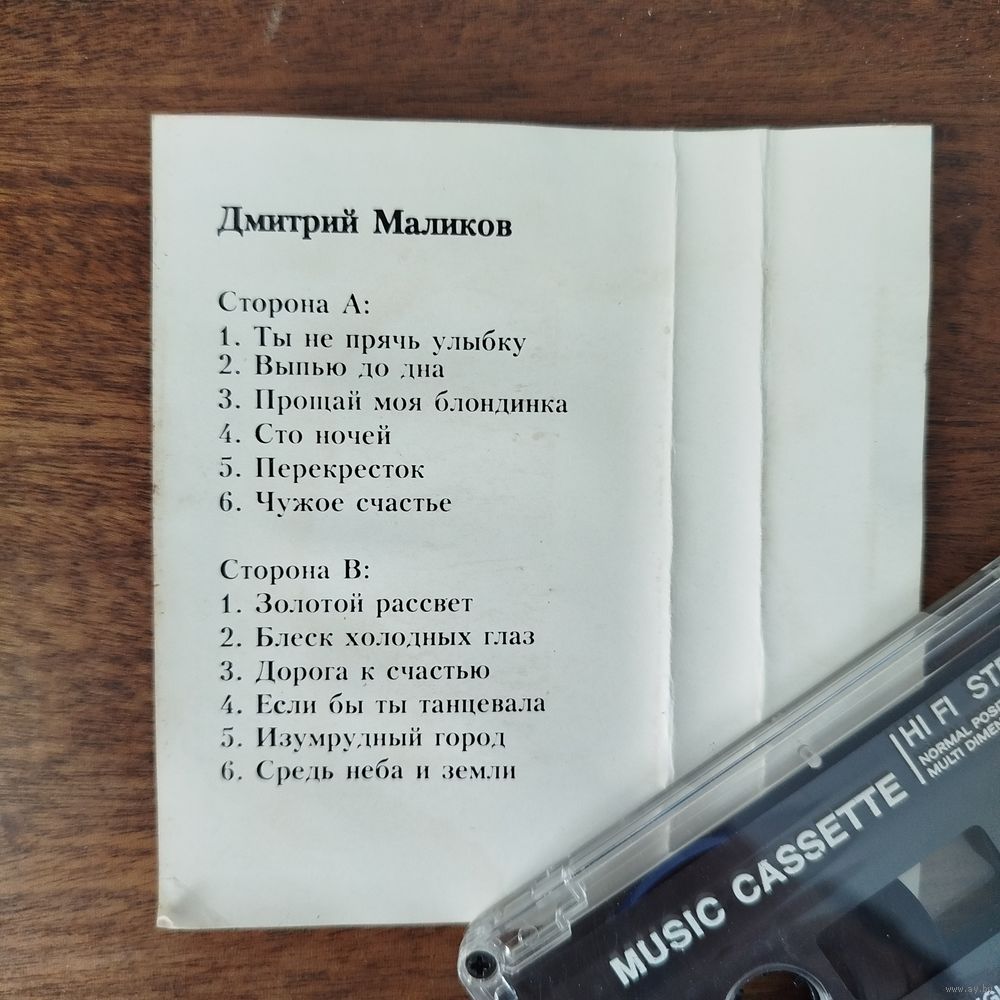 Дмитрий Маликов
Сторона А:
1. Ты не прячь улыбку
2. Выпью до дна
3. Прощай моя блондинка
4. Сто ночей
5. Перекресток
6. Чужое счастье
Сторона В:
1. Золотой рассвет
2. Блеск холодных глаз
3. Дорога к счастью
4. Если бы ты танцевала
5. Изумрудный город
6. Средь неба и земли
MUSIC CASSETTE
HI FI
NORMAL
MULTI